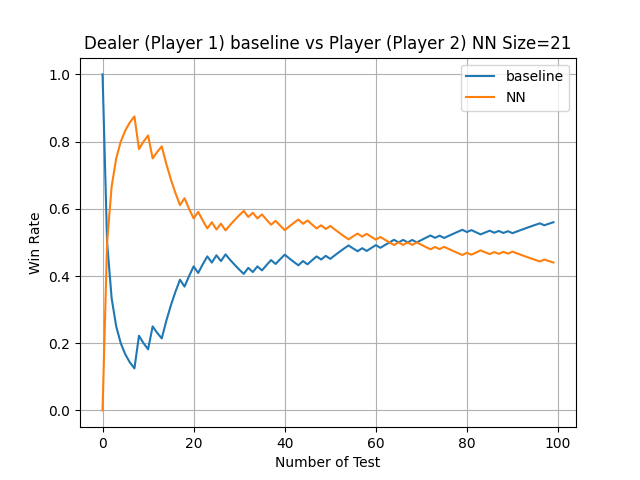 Dealer (Player 1) baseline vs Player (Player 2) NN Size=21
baseline
NN
1.0
0.8
0.6
0.4
0.2
0.0
Win Rate
0 20 40 60 80 100
Number of Test